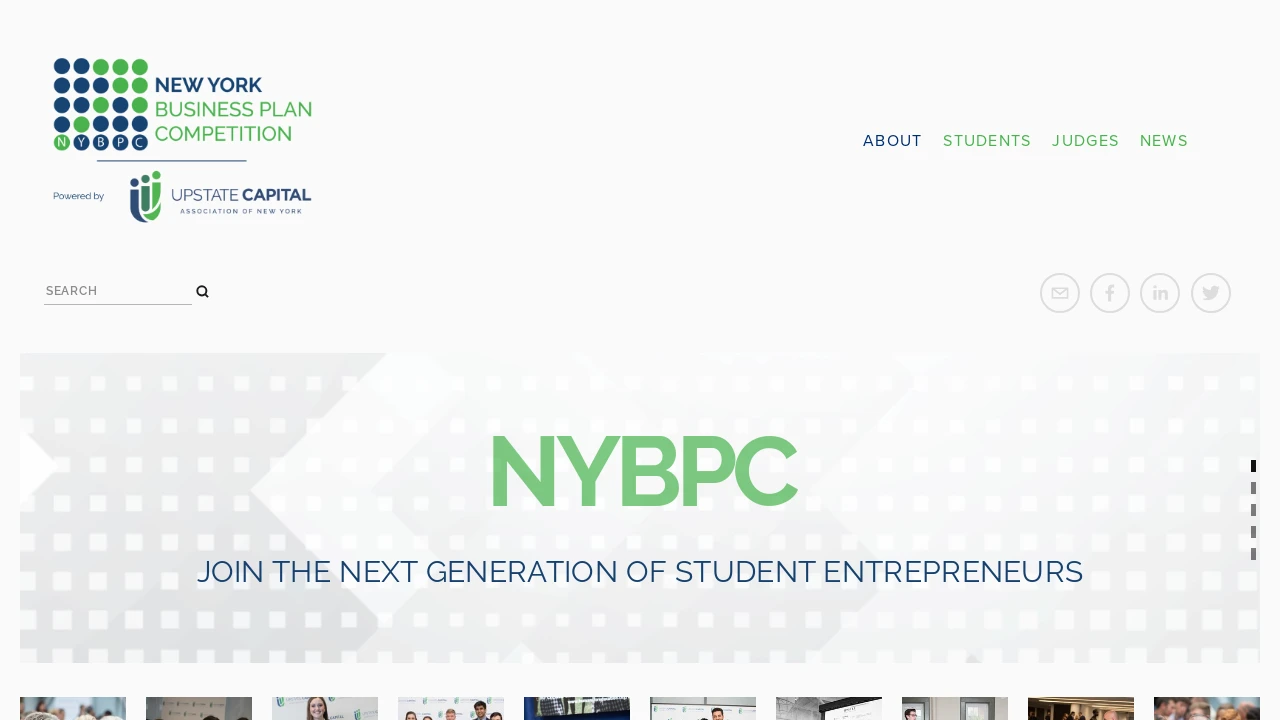 NEW YORK
BUSINESS PLAN
COMPETITION
N Y B P C
Powered by
UPSTATE CAPITAL
ASSOCIATION OF NEW YORK
ABOUT STUDENTS JUDGES NEWS
SEARCH
NYBPC
JOIN THE NEXT GENERATION OF STUDENT ENTREPRENEURS